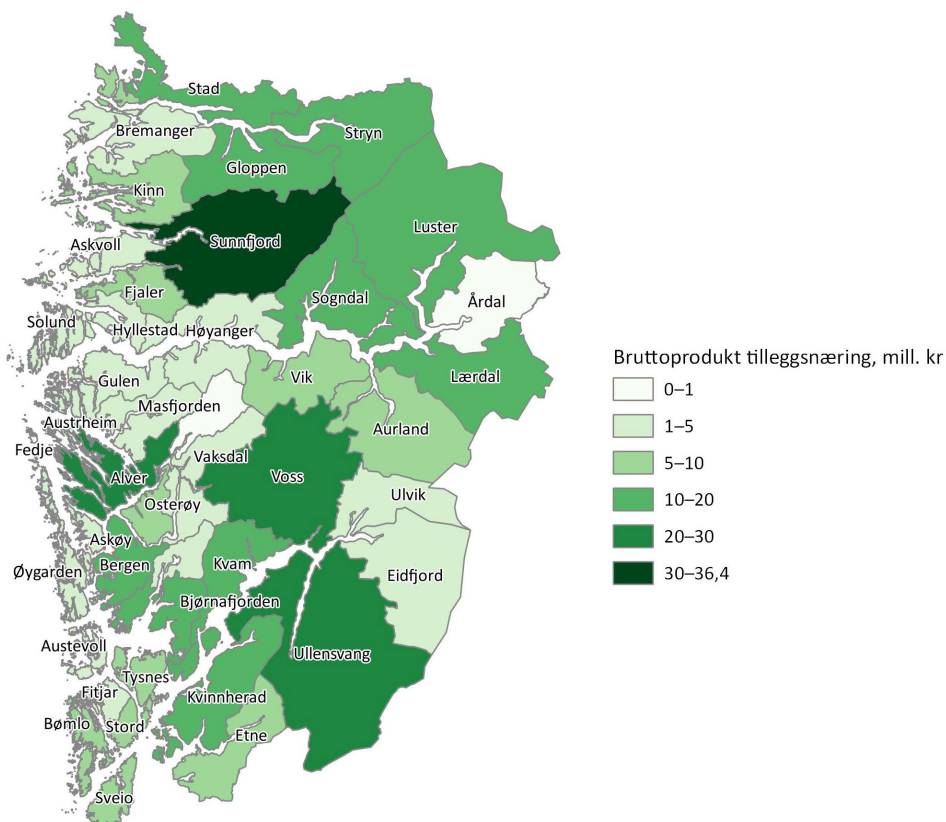 Stad
Bremanger
Stryn
Gloppen
Kinn
Luster
Sunnfjord
Askvoll
Fjaler
Sogndal
Årdal
Solund
Hyllestad
Høyanger
Bruttoprodukt tilleggsnæring, mill. kr
0–1
1–5
5–10
10–20
20–30
30–36,4
Vik
Lærdal
Gulen
Masfjorden
Austrheim
Aurland
Fedje
Vaksdal
Alver
Voss
Ulvik
Osterøy
Askøy
Bergen
Kvam
Øygarden
Eidfjord
Bjørnafjorden
Austevoll
Ullensvang
Tysnes
Fitjar
Kvinnherad
Bømlo
Stord
Etne
Sveio